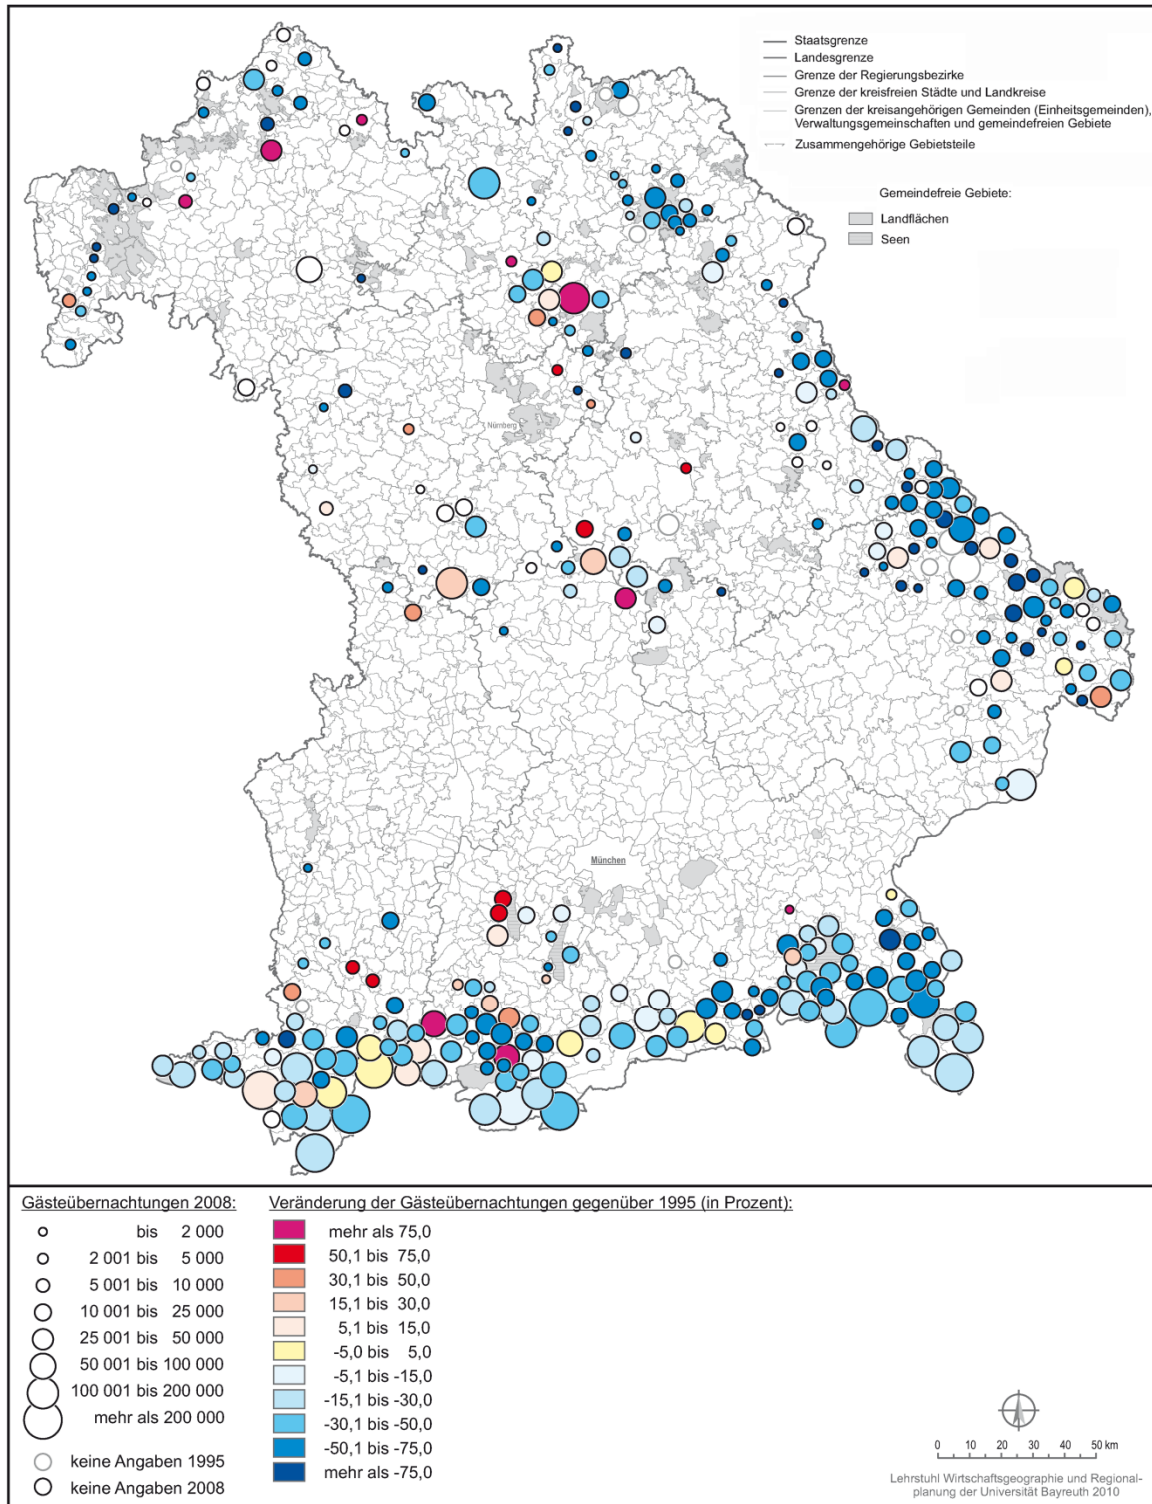 Staatsgrenze
Landesgrenze
Grenze der Regierungsbezirke
Grenze der kreisfreien Städte und Landkreise
Grenzen der kreisangehörigen Gemeinden (Einheitsgemeinden),
Verwaltungsgemeinschaften und gemeindefreien Gebiete
Zusammengehörige Gebietsteile
Gemeindefreie Gebiete:
Landflächen
Seen
Nürnberg
München
Gästeübernachtungen 2008:
bis 2 000
2 001 bis 5 000
5 001 bis 10 000
10 001 bis 25 000
25 001 bis 50 000
50 001 bis 100 000
100 001 bis 200 000
mehr als 200 000
keine Angaben 1995
keine Angaben 2008
Veränderung der Gästeübernachtungen gegenüber 1995 (in Prozent):
mehr als 75,0
50,1 bis 75,0
30,1 bis 50,0
15,1 bis 30,0
5,1 bis 15,0
-5,0 bis 5,0
-5,1 bis -15,0
-15,1 bis -30,0
-30,1 bis -50,0
-50,1 bis -75,0
mehr als -75,0
0 10 20 30 40 50 km
Lehrstuhl Wirtschaftsgeographie und Regional-
planung der Universität Bayreuth 2010